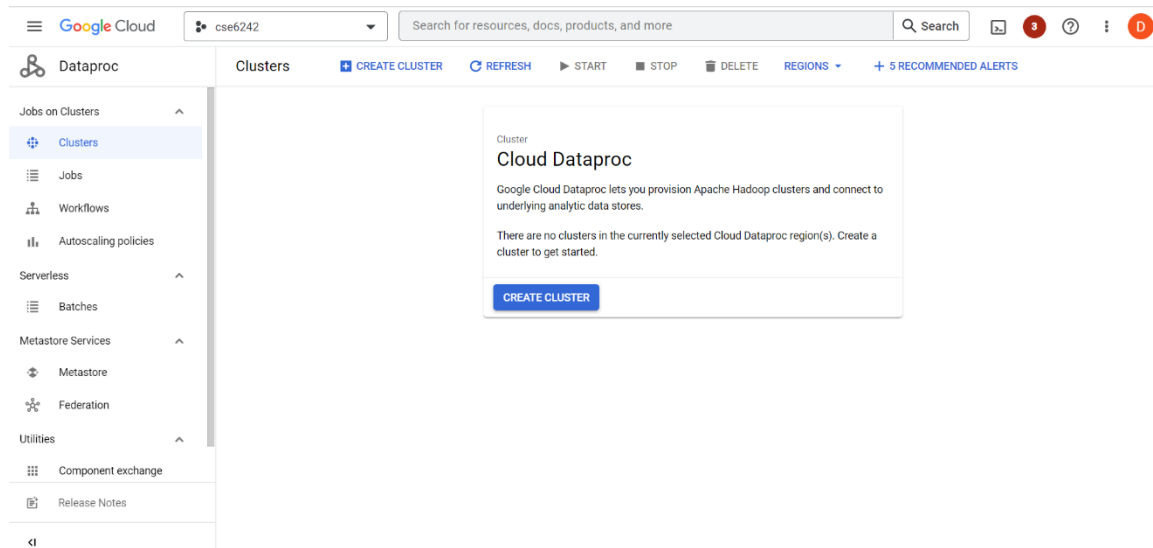 Google Cloud
cse6242
Search for resources, docs, products, and more
Search
3
D
Dataproc
Clusters
CREATE CLUSTER
REFRESH
START
STOP
DELETE
REGIONS
+ 5 RECOMMENDED ALERTS
Jobs on Clusters
Clusters
Jobs
Workflows
Autoscaling policies
Serverless
Batches
Metastore Services
Metastore
Federation
Utilities
Component exchange
Release Notes
Cluster
Cloud Dataproc
Google Cloud Dataproc lets you provision Apache Hadoop clusters and connect to
underlying analytic data stores.
There are no clusters in the currently selected Cloud Dataproc region(s). Create a
cluster to get started.
CREATE CLUSTER